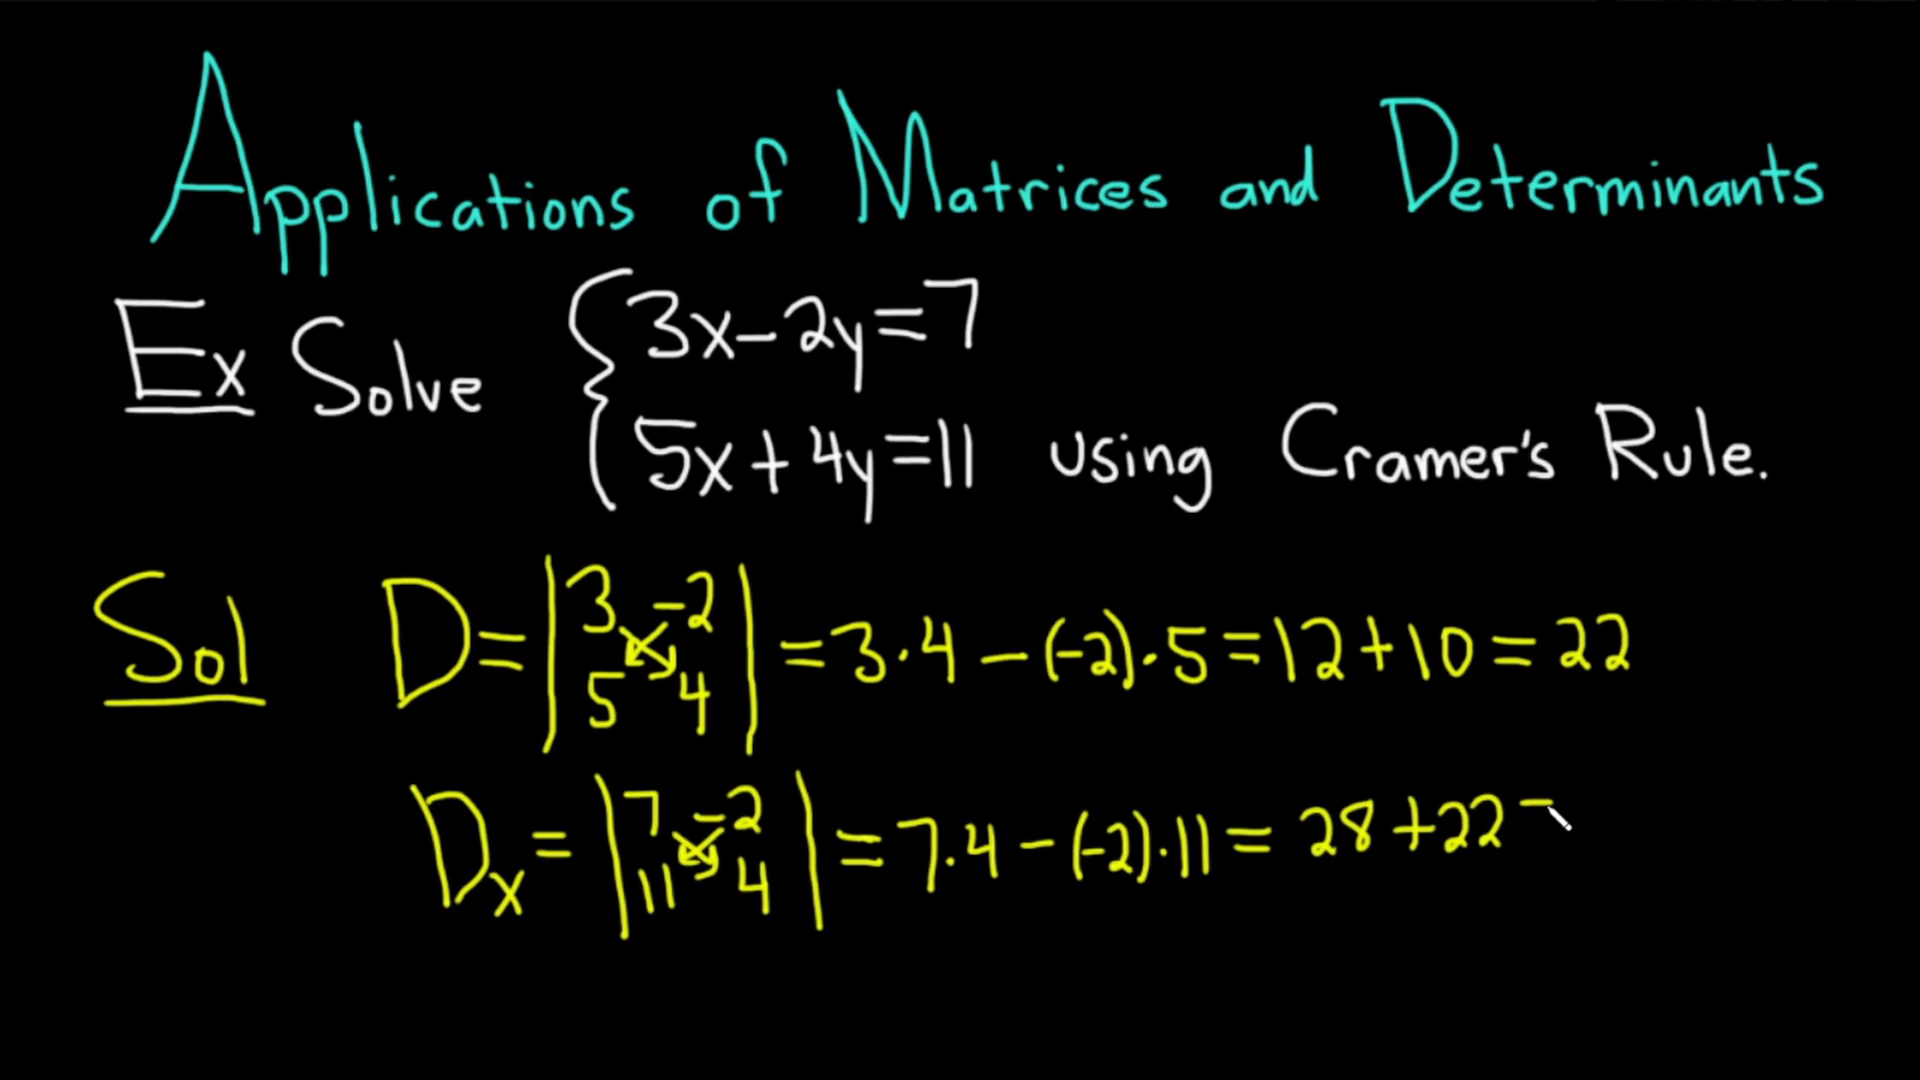 Applications of Matrices and Determinants
Ex Solve { 3x-2y=7
5x+4y=11 using Cramer's Rule.
Sol D= |3 -2| =3·4-(-2)·5=12+10=22
|5 4|
Dx= |7 -2| =7·4-(-2)·11=28+22=
|11 4|